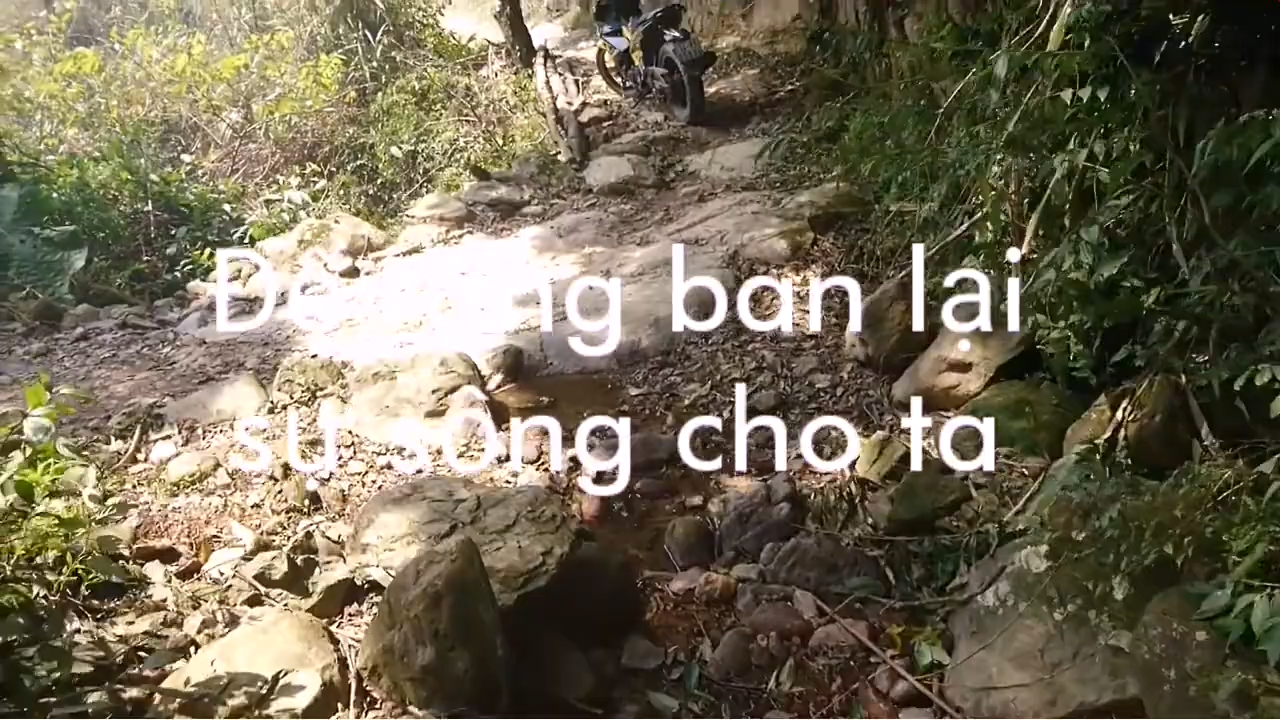 ban lại
sự sống cho ta